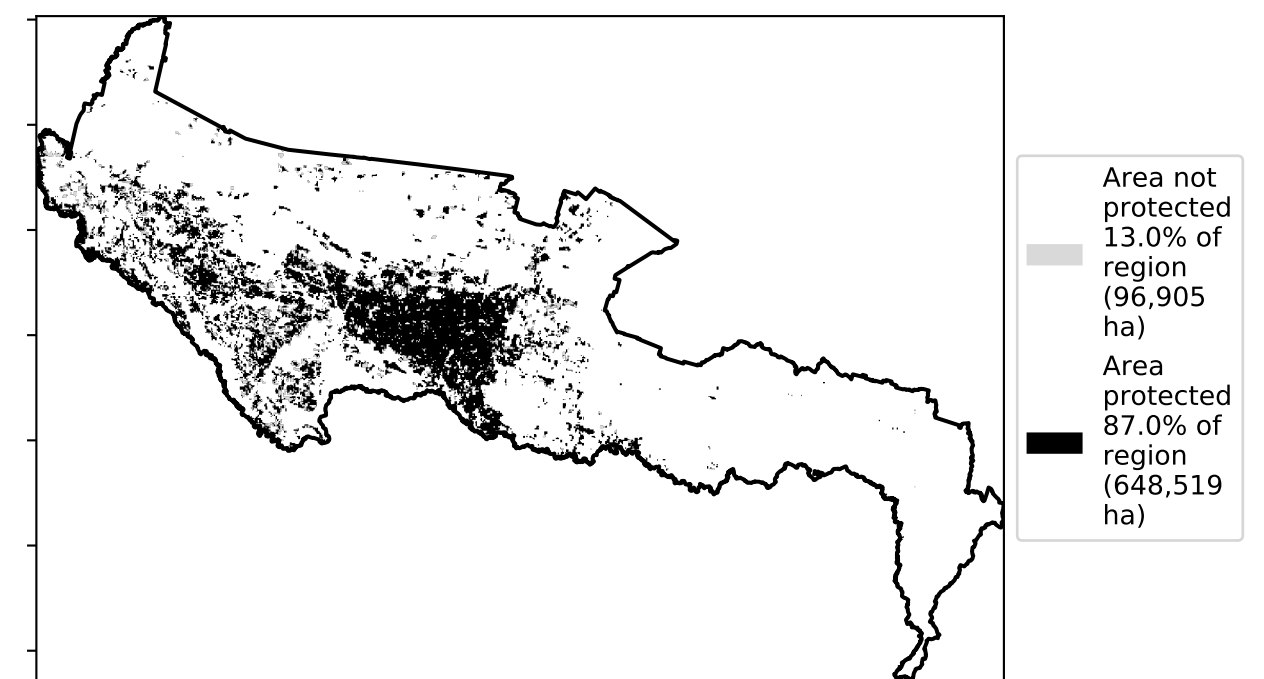 Area not
protected
13.0% of
region
(96,905
ha)
Area
protected
87.0% of
region
(648,519
ha)